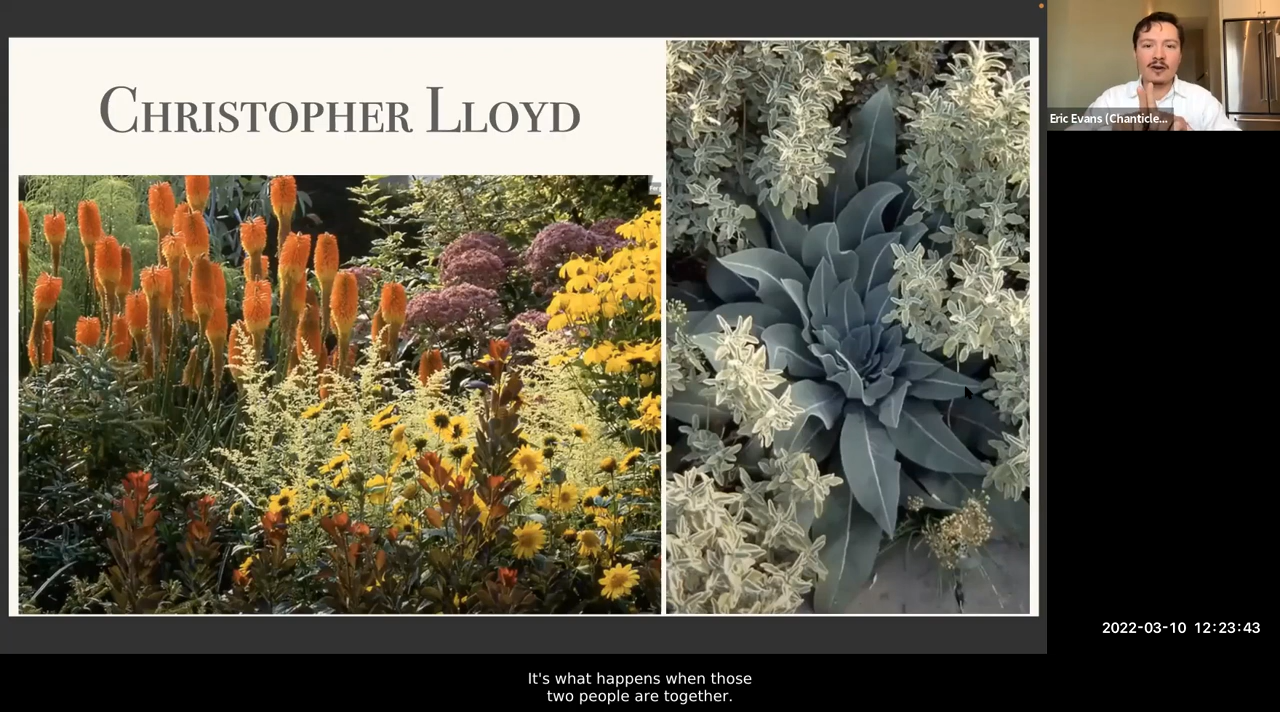 Christopher Lloyd
Eric Evans (Chanticle...
2022-03-10 12:23:43
It's what happens when those
two people are together.